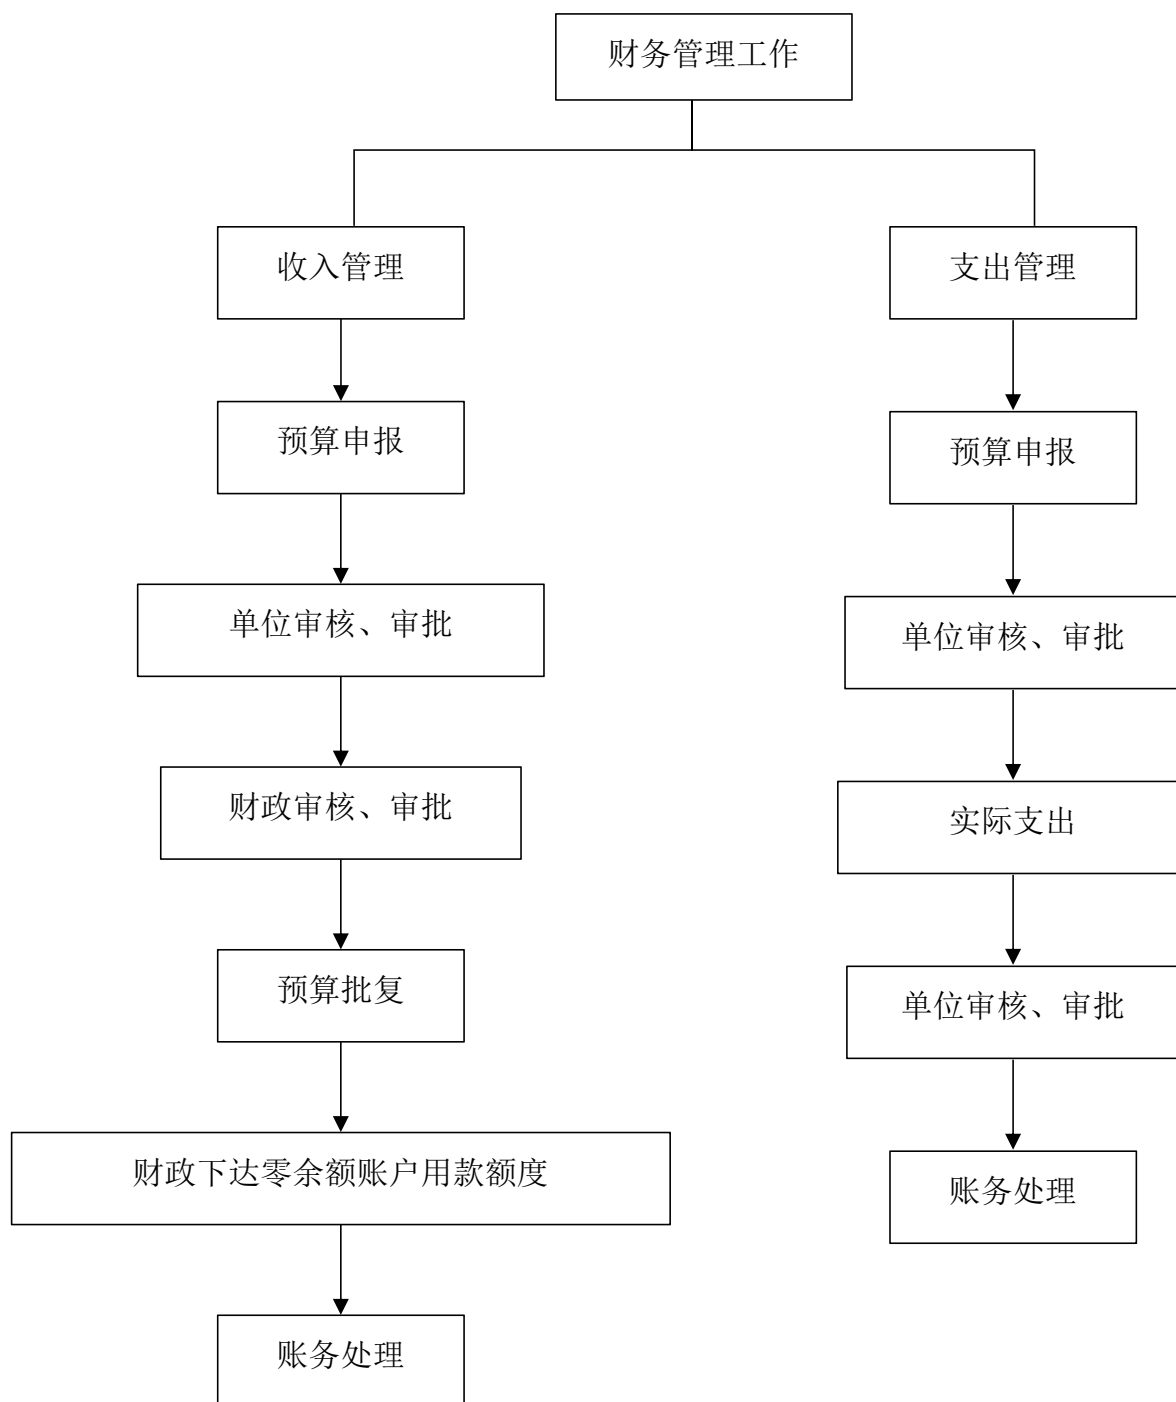 财务管理工作
收入管理
支出管理
预算申报
预算申报
单位审核、审批
单位审核、审批
财政审核、审批
实际支出
预算批复
单位审核、审批
财政下达零余额账户用款额度
账务处理
账务处理